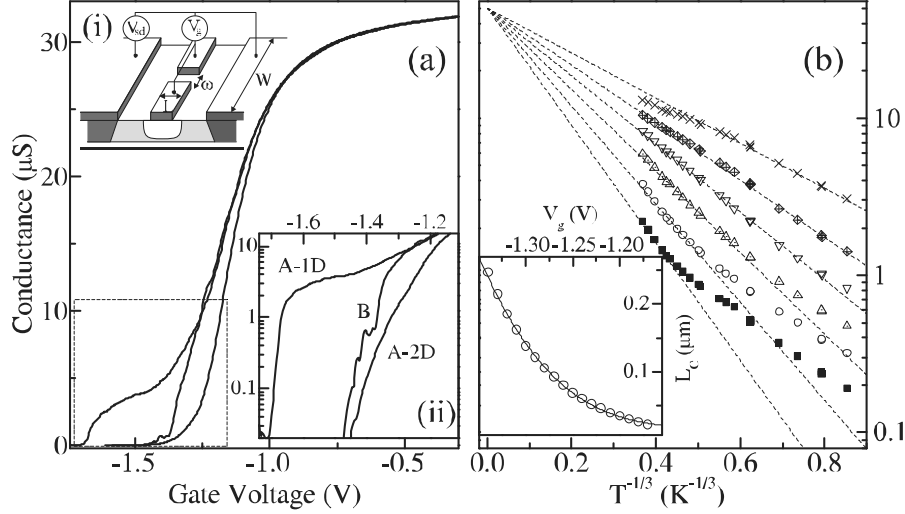 (i)
V_sd
V_g
W
ω
L
(a)
Conductance (μS)
30
20
10
0
-1.6
-1.4
-1.2
10
1
0.1
A-1D
B
A-2D
(ii)
-1.5
-1.0
-0.5
Gate Voltage (V)
(b)
10
1
0.1
V_g (V)
-1.30
-1.25
-1.20
0.2
0.1
L_C (μm)
0.0
0.2
0.4
0.6
0.8
T^-1/3 (K^-1/3)